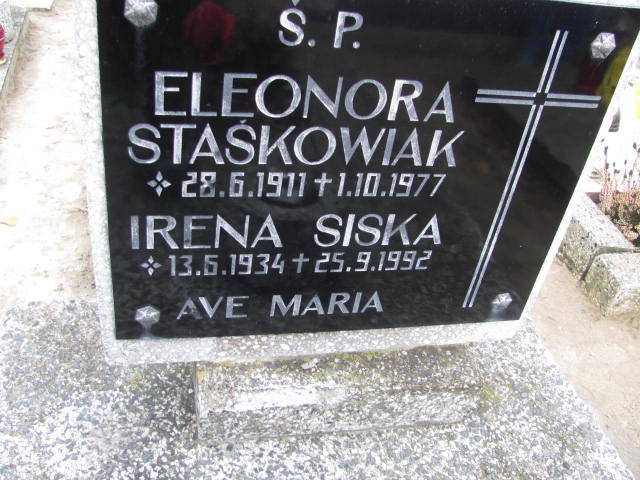 Ś. P.
ELEONORA
STAŚKOWIAK
28.6.1911 + 1.10.1977
IRENA SISKA
13.6.1934 + 25.9.1992
AVE MARIA